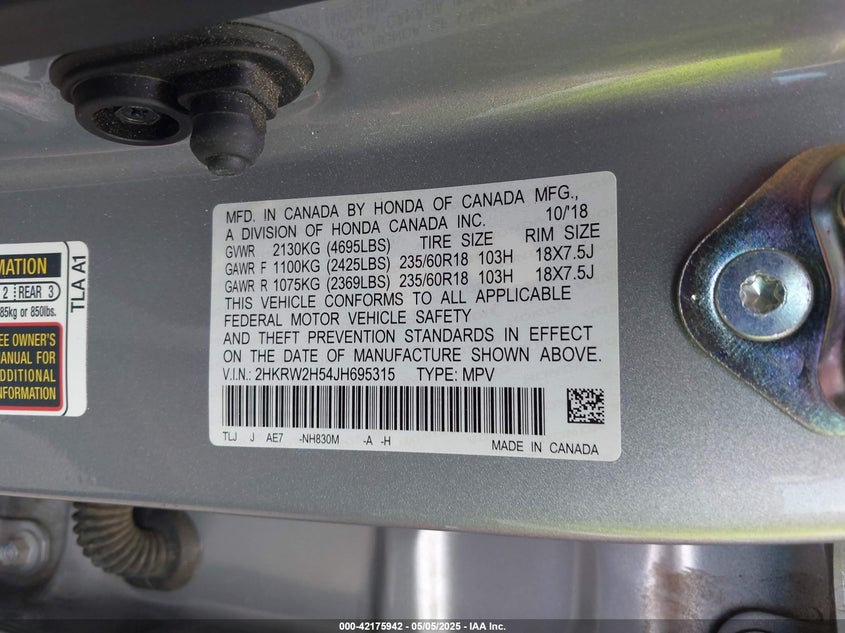 MFD. IN CANADA BY HONDA OF CANADA MFG.,
A DIVISION OF HONDA CANADA INC. 10/'18
GVWR 2130KG (4695LBS) TIRE SIZE RIM SIZE
GAWR F 1100KG (2425LBS) 235/60R18 103H 18X7.5J
GAWR R 1075KG (2369LBS) 235/60R18 103H 18X7.5J
THIS VEHICLE CONFORMS TO ALL APPLICABLE
FEDERAL MOTOR VEHICLE SAFETY
AND THEFT PREVENTION STANDARDS IN EFFECT
ON THE DATE OF MANUFACTURE SHOWN ABOVE.
V.I.N.: 2HKRW2H54JH695315 TYPE: MPV
TLJ J AE7 -NH830M -A -H
MADE IN CANADA
MATION
2 REAR 3
85kg or 850lbs.
EE OWNER'S
ANUAL FOR
DDITIONAL
NFORMATION
TLA A1
000-42175942 - 05/05/2025 - IAA Inc.